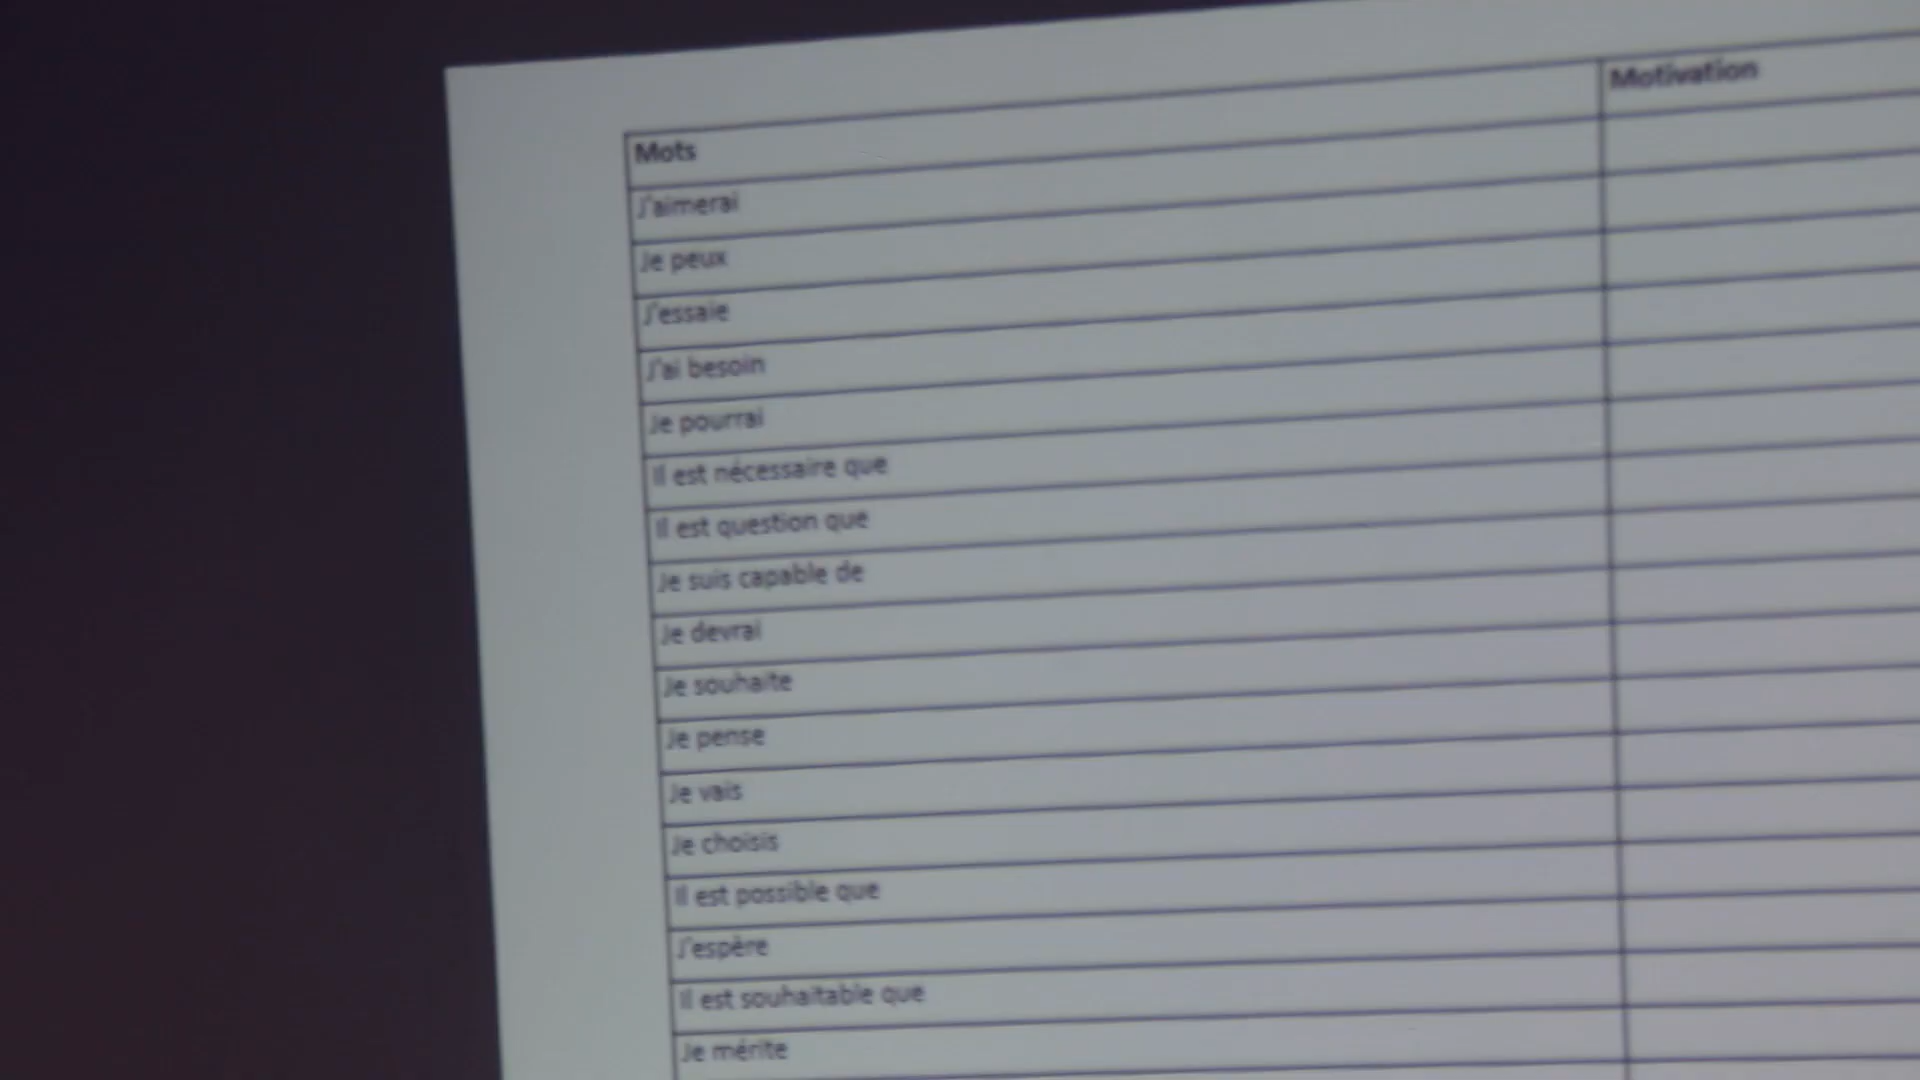 Mots
Motivation
J'aimerai
Je peux
J'essaie
J'ai besoin
Je pourrai
Il est nécessaire que
Il est question que
Je suis capable de
Je devrai
Je souhaite
Je pense
Je vais
Je choisis
Il est possible que
J'espère
Il est souhaitable que
Je mérite